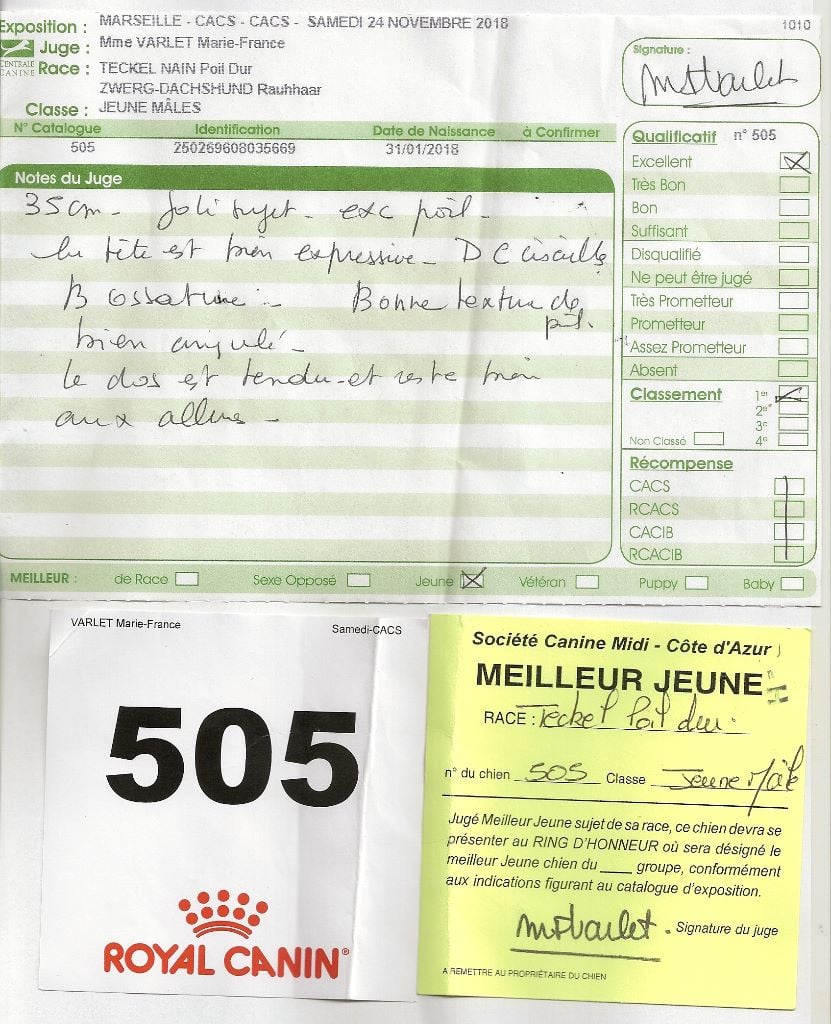 Exposition : MARSEILLE - CACS - CACS - SAMEDI 24 NOVEMBRE 2018
1010
Juge : Mme VARLET Marie-France
CENTRALE CANINE
Race : TECKEL NAIN Poil Dur
ZWERG-DACHSHUND Rauhhaar
Classe : JEUNE MÂLES
Signature :
MFVarlet
N° Catalogue Identification Date de Naissance à Confirmer
505 250269608035669 31/01/2018
Notes du Juge
35cm - Joli sujet - exc poil -
la tête est bien expressive - DC cisaille
B ossature - Bonne texture de
poil.
bien angulé -
le dos est tendu - et reste bien
aux allures -
Qualificatif n° 505
Excellent
Très Bon
Bon
Suffisant
Disqualifié
Ne peut être jugé
Très Prometteur
Prometteur
Assez Prometteur
Absent
Classement 1er
2e
3e
Non Classé 4e
Récompense
CACS
RCACS
CACIB
RCACIB
MEILLEUR : de Race Sexe Opposé Jeune Vétéran Puppy Baby
VARLET Marie-France
Samedi-CACS
505
ROYAL CANIN®
Société Canine Midi - Côte d'Azur
MEILLEUR JEUNE
RACE : Teckel Poil dur
n° du chien 505 Classe Jeune Mâle
Jugé Meilleur Jeune sujet de sa race, ce chien devra se
présenter au RING D'HONNEUR où sera désigné le
meilleur Jeune chien du ____ groupe, conformément
aux indications figurant au catalogue d'exposition.
MFVarlet - Signature du juge
A REMETTRE AU PROPRIÉTAIRE DU CHIEN